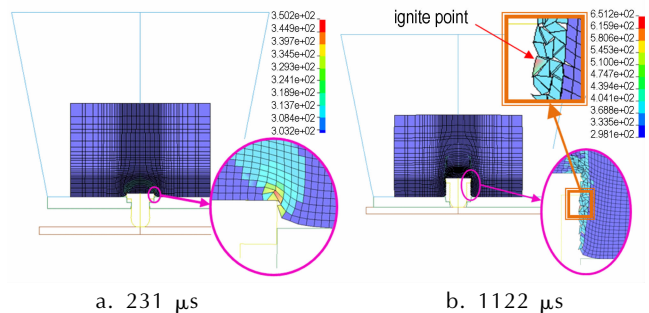 3.502e+02
3.449e+02
3.397e+02
3.345e+02
3.293e+02
3.241e+02
3.189e+02
3.137e+02
3.084e+02
3.032e+02
ignite point
6.512e+02
6.159e+02
5.806e+02
5.453e+02
5.100e+02
4.747e+02
4.394e+02
4.041e+02
3.688e+02
3.335e+02
2.981e+02
a. 231 μs
b. 1122 μs